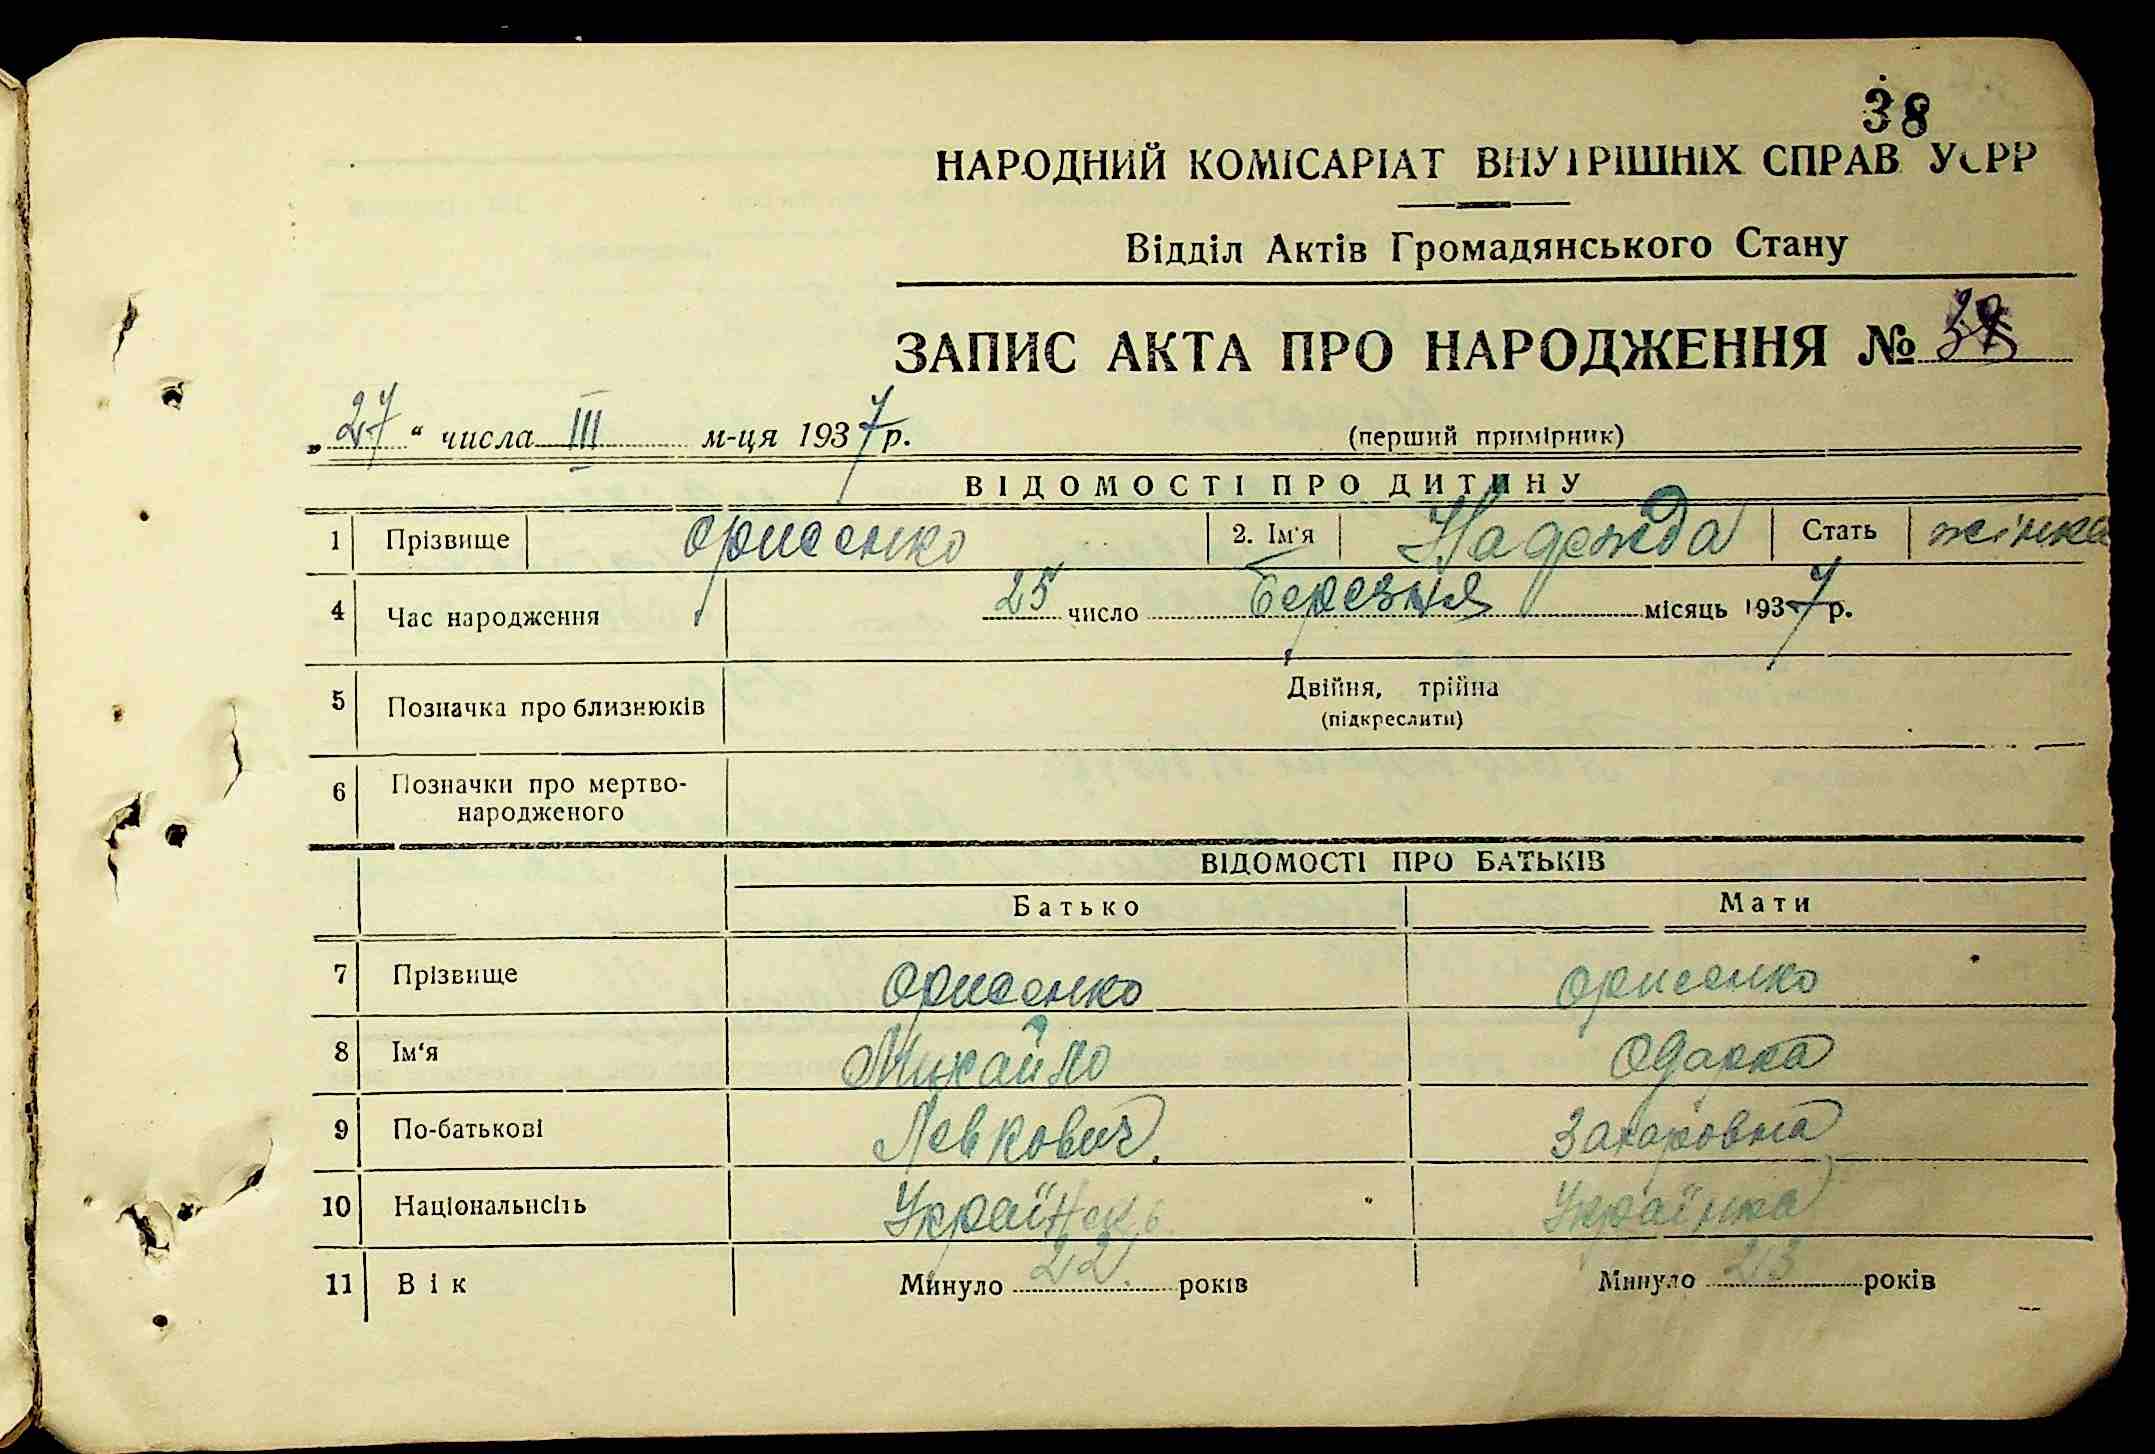 38
НАРОДНИЙ КОМІСАРІАТ ВНУТРІШНІХ СПРАВ УСРР
Відділ Актів Громадянського Стану
ЗАПИС АКТА ПРО НАРОДЖЕННЯ №
„27“ числа III м-ця 1937 р. (перший примірник)
ВІДОМОСТІ ПРО ДИТИНУ
1 Прізвище Орисенко 2. Ім'я Надежда Стать жінка
4 Час народження 25 число Березня місяць 1937 р.
5 Позначка про близнюків Двійня, трійна
(підкреслити)
6 Позначки про мертво-
народженого
ВІДОМОСТІ ПРО БАТЬКІВ
Батько Мати
7 Прізвище Орисенко Орисенко
8 Ім'я Михайло Одарка
9 По-батькові Левкович. Захаровна
10 Національність Українець Українка
11 Вік Минуло 22 років Минуло 23 років